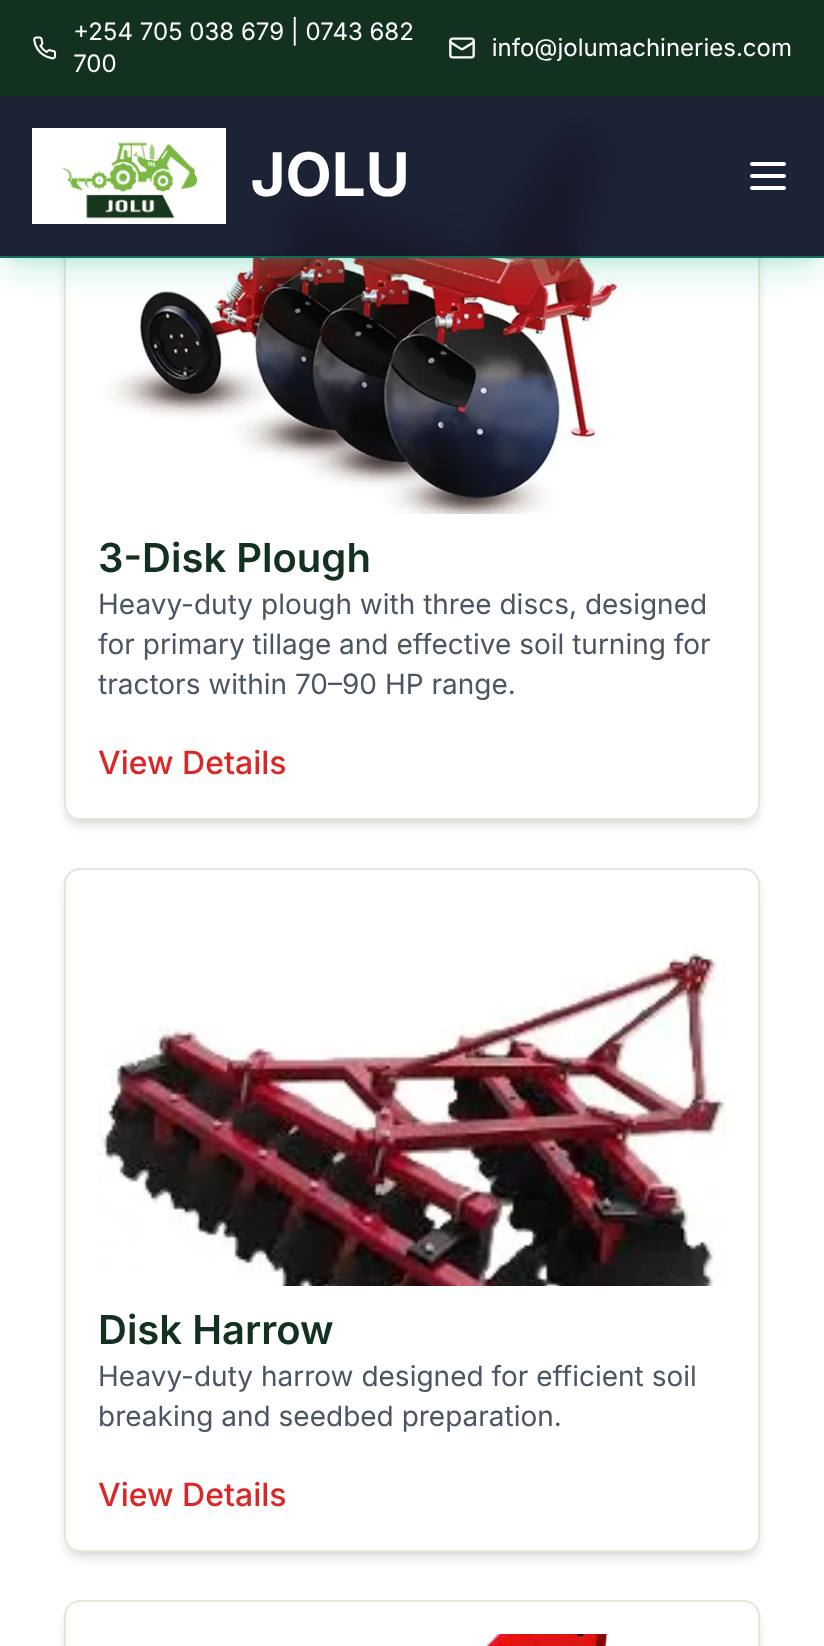 +254 705 038 679 | 0743 682
700
info@jolumachineries.com
JOLU
JOLU
3-Disk Plough
Heavy-duty plough with three discs, designed
for primary tillage and effective soil turning for
tractors within 70–90 HP range.
View Details
Disk Harrow
Heavy-duty harrow designed for efficient soil
breaking and seedbed preparation.
View Details